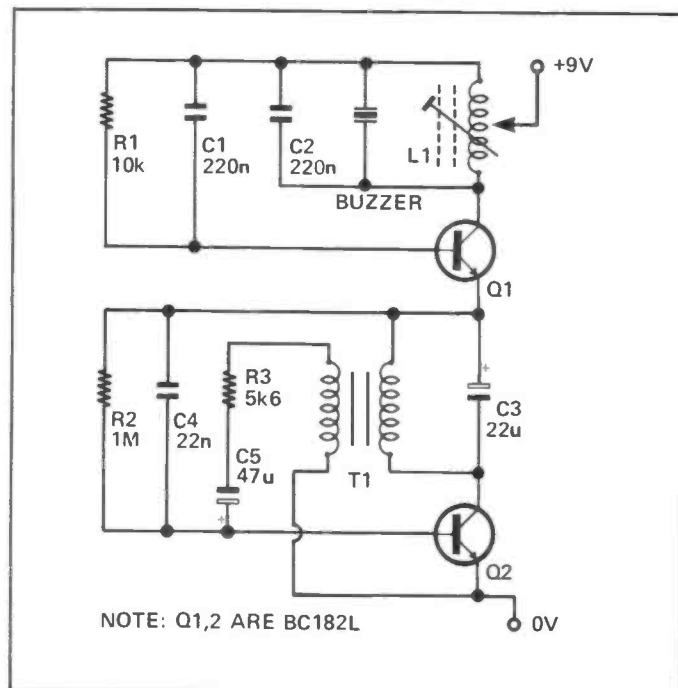 +9V
R1
10k
C1
220n
C2
220n
L1
BUZZER
Q1
R2
1M
C4
22n
R3
5k6
C5
47u
+
T1
+
C3
22u
Q2
NOTE: Q1,2 ARE BC182L
0V